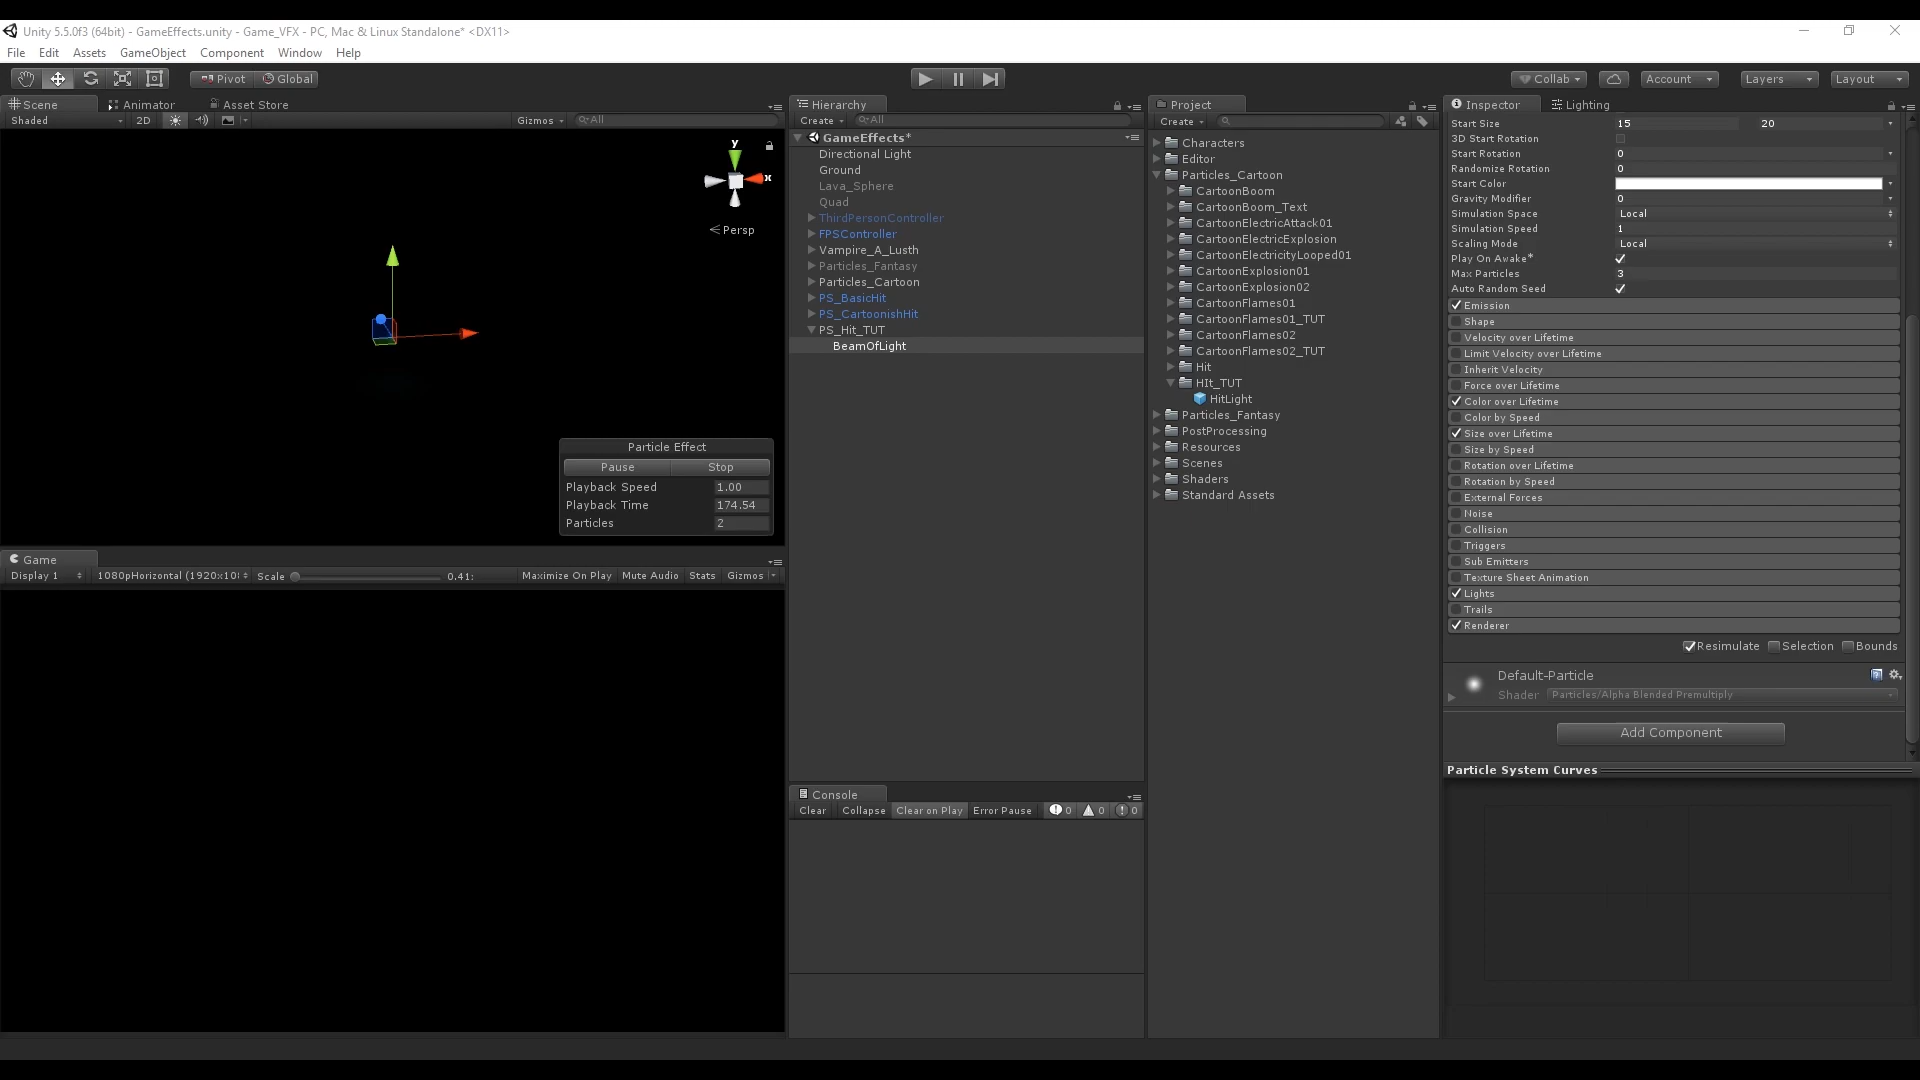 Unity 5.5.0f3 (64bit) - GameEffects.unity - Game_VFX - PC, Mac & Linux Standalone* <DX11>
File Edit Assets GameObject Component Window Help
Pivot Global Collab Account Layers Layout
Scene Animator Asset Store
Shaded 2D Gizmos All
y
x
Persp
Particle Effect
Pause Stop
Playback Speed 1.00
Playback Time 174.54
Particles 2
Game
Display 1 1080pHorizontal (1920x10 Scale 0.41: Maximize On Play Mute Audio Stats Gizmos
Hierarchy
Create All
GameEffects*
Directional Light
Ground
Lava_Sphere
Quad
ThirdPersonController
FPSController
Vampire_A_Lusth
Particles_Fantasy
Particles_Cartoon
PS_BasicHit
PS_CartoonishHit
PS_Hit_TUT
BeamOfLight
Console
Clear Collapse Clear on Play Error Pause 0 0 0
Project
Create
Characters
Editor
Particles_Cartoon
CartoonBoom
CartoonBoom_Text
CartoonElectricAttack01
CartoonElectricExplosion
CartoonElectricityLooped01
CartoonExplosion01
CartoonExplosion02
CartoonFlames01
CartoonFlames01_TUT
CartoonFlames02
CartoonFlames02_TUT
Hit
HIt_TUT
HitLight
Particles_Fantasy
PostProcessing
Resources
Scenes
Shaders
Standard Assets
Inspector Lighting
Start Size 15 20
3D Start Rotation
Start Rotation 0
Randomize Rotation 0
Start Color
Gravity Modifier 0
Simulation Space Local
Simulation Speed 1
Scaling Mode Local
Play On Awake*
Max Particles 3
Auto Random Seed
Emission
Shape
Velocity over Lifetime
Limit Velocity over Lifetime
Inherit Velocity
Force over Lifetime
Color over Lifetime
Color by Speed
Size over Lifetime
Size by Speed
Rotation over Lifetime
Rotation by Speed
External Forces
Noise
Collision
Triggers
Sub Emitters
Texture Sheet Animation
Lights
Trails
Renderer
Resimulate Selection Bounds
Default-Particle
Shader Particles/Alpha Blended Premultiply
Add Component
Particle System Curves